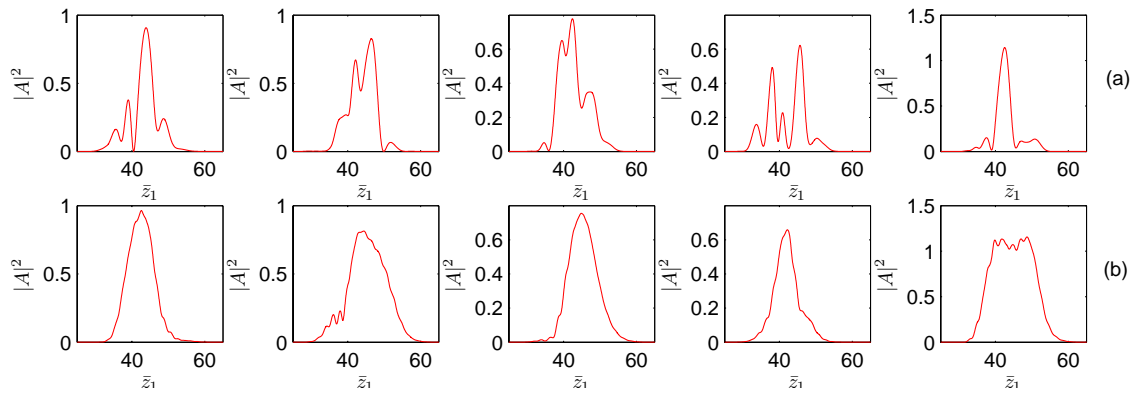 1 1 0.6 0.6 1.5
|A|² |A|² |A|² |A|² |A|²
0.5 0.5 0.4 0.4 1
0.2 0.2 0.5
0 0 0 0 0
(a)
40 60 40 60 40 60 40 60 40 60
z̄₁ z̄₁ z̄₁ z̄₁ z̄₁
1 1 0.6 0.6 1.5
|A|² |A|² |A|² |A|² |A|²
0.5 0.5 0.4 0.4 1
0.2 0.2 0.5
0 0 0 0 0
(b)
40 60 40 60 40 60 40 60 40 60
z̄₁ z̄₁ z̄₁ z̄₁ z̄₁